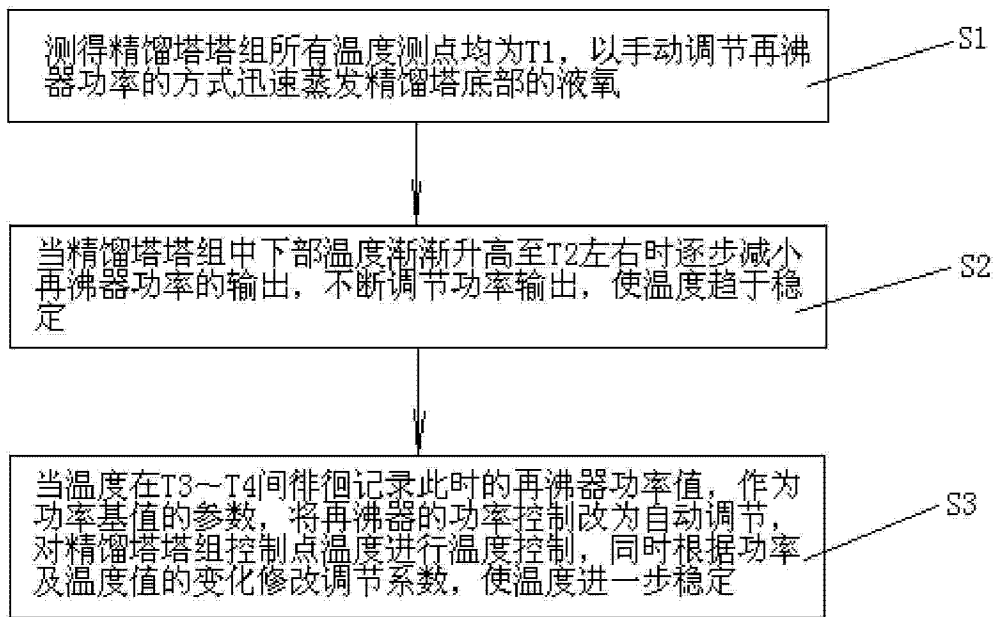 测得精馏塔塔组所有温度测点均为T1，以手动调节再沸
器功率的方式迅速蒸发精馏塔底部的液氧
S1
当精馏塔塔组中下部温度渐渐升高至T2左右时逐步减小
再沸器功率的输出，不断调节功率输出，使温度趋于稳
定
S2
当温度在T3～T4间徘徊记录此时的再沸器功率值，作为
功率基值的参数，将再沸器的功率控制改为自动调节，
对精馏塔塔组控制点温度进行温度控制，同时根据功率
及温度值的变化修改调节系数，使温度进一步稳定
S3